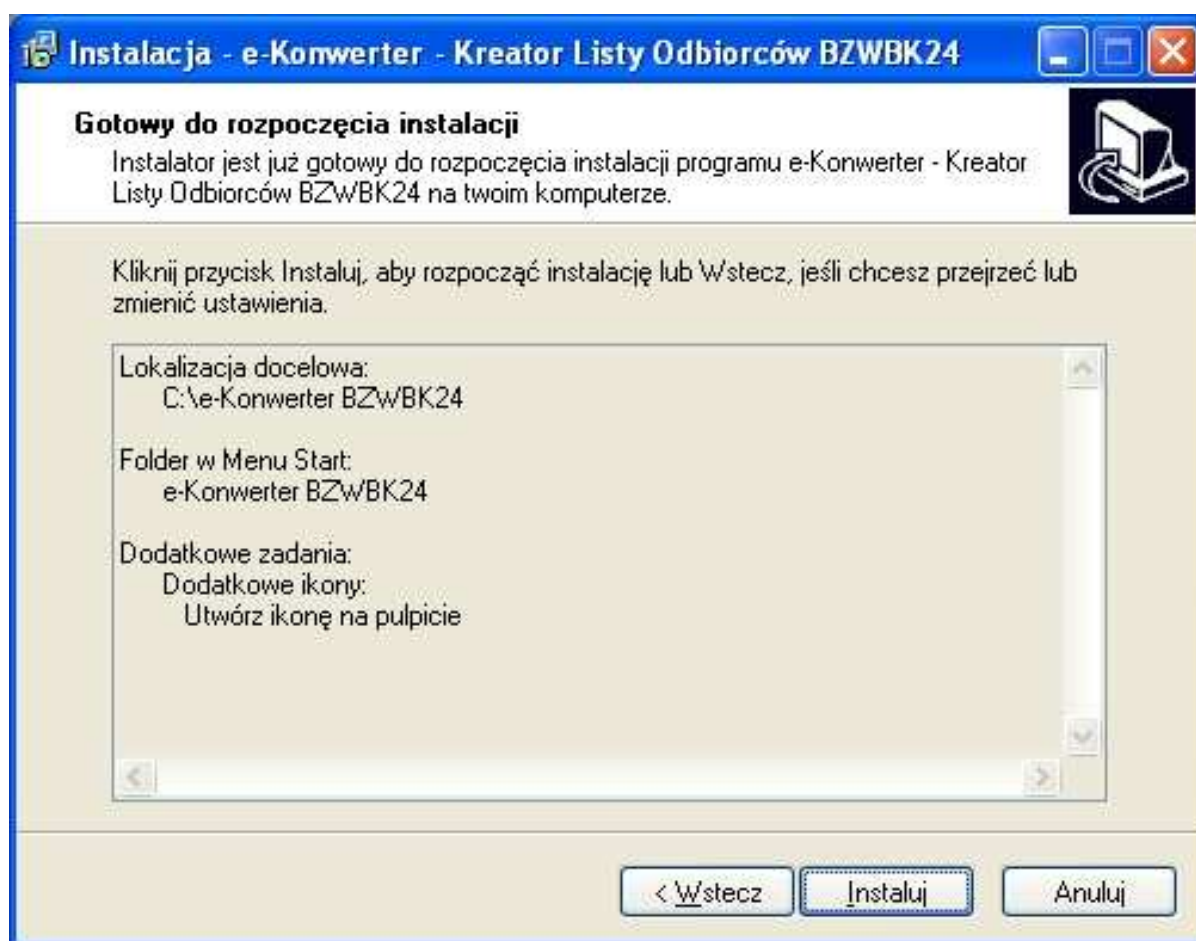 Instalacja - e-Konwerter - Kreator Listy Odbiorców BZWBK24
Gotowy do rozpoczęcia instalacji
Instalator jest już gotowy do rozpoczęcia instalacji programu e-Konwerter - Kreator
Listy Odbiorców BZWBK24 na twoim komputerze.
Kliknij przycisk Instaluj, aby rozpocząć instalację lub Wstecz, jeśli chcesz przejrzeć lub
zmienić ustawienia.
Lokalizacja docelowa:
C:\e-Konwerter BZWBK24
Folder w Menu Start:
e-Konwerter BZWBK24
Dodatkowe zadania:
Dodatkowe ikony:
Utwórz ikonę na pulpicie
< Wstecz
Instaluj
Anuluj